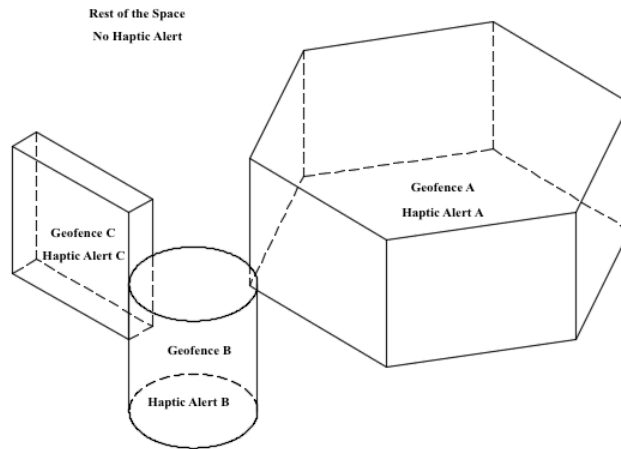 Rest of the Space
No Haptic Alert
Geofence A
Haptic Alert A
Geofence C
Haptic Alert C
Geofence B
Haptic Alert B